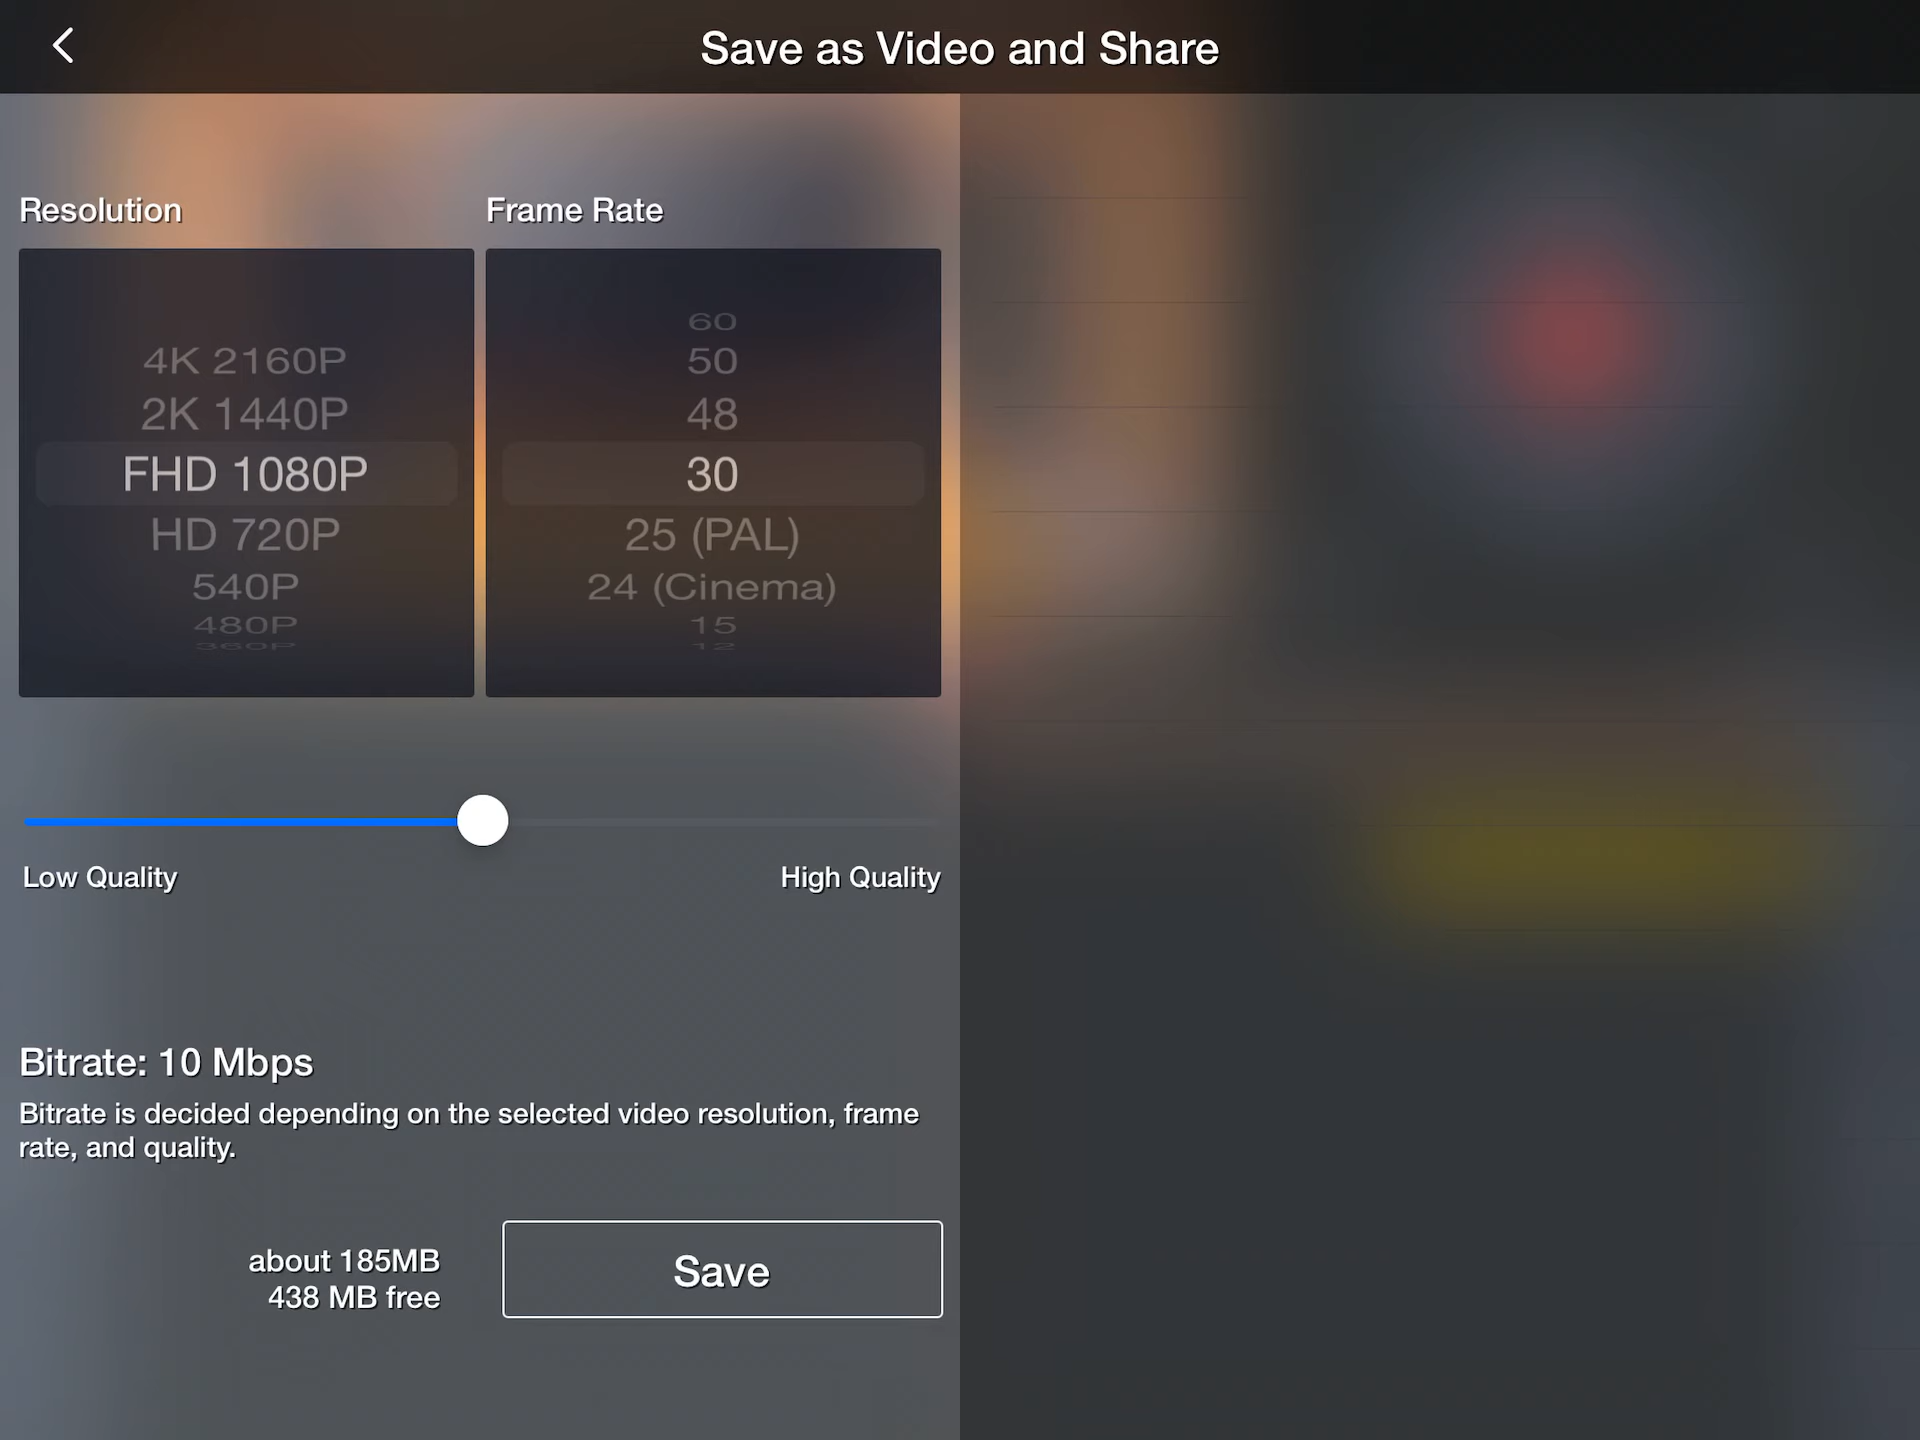 Save as Video and Share
Resolution
Frame Rate
4K 2160P
2K 1440P
FHD 1080P
HD 720P
540P
480P
360P
60
50
48
30
25 (PAL)
24 (Cinema)
15
12
Low Quality
High Quality
Bitrate: 10 Mbps
Bitrate is decided depending on the selected video resolution, frame
rate, and quality.
about 185MB
438 MB free
Save